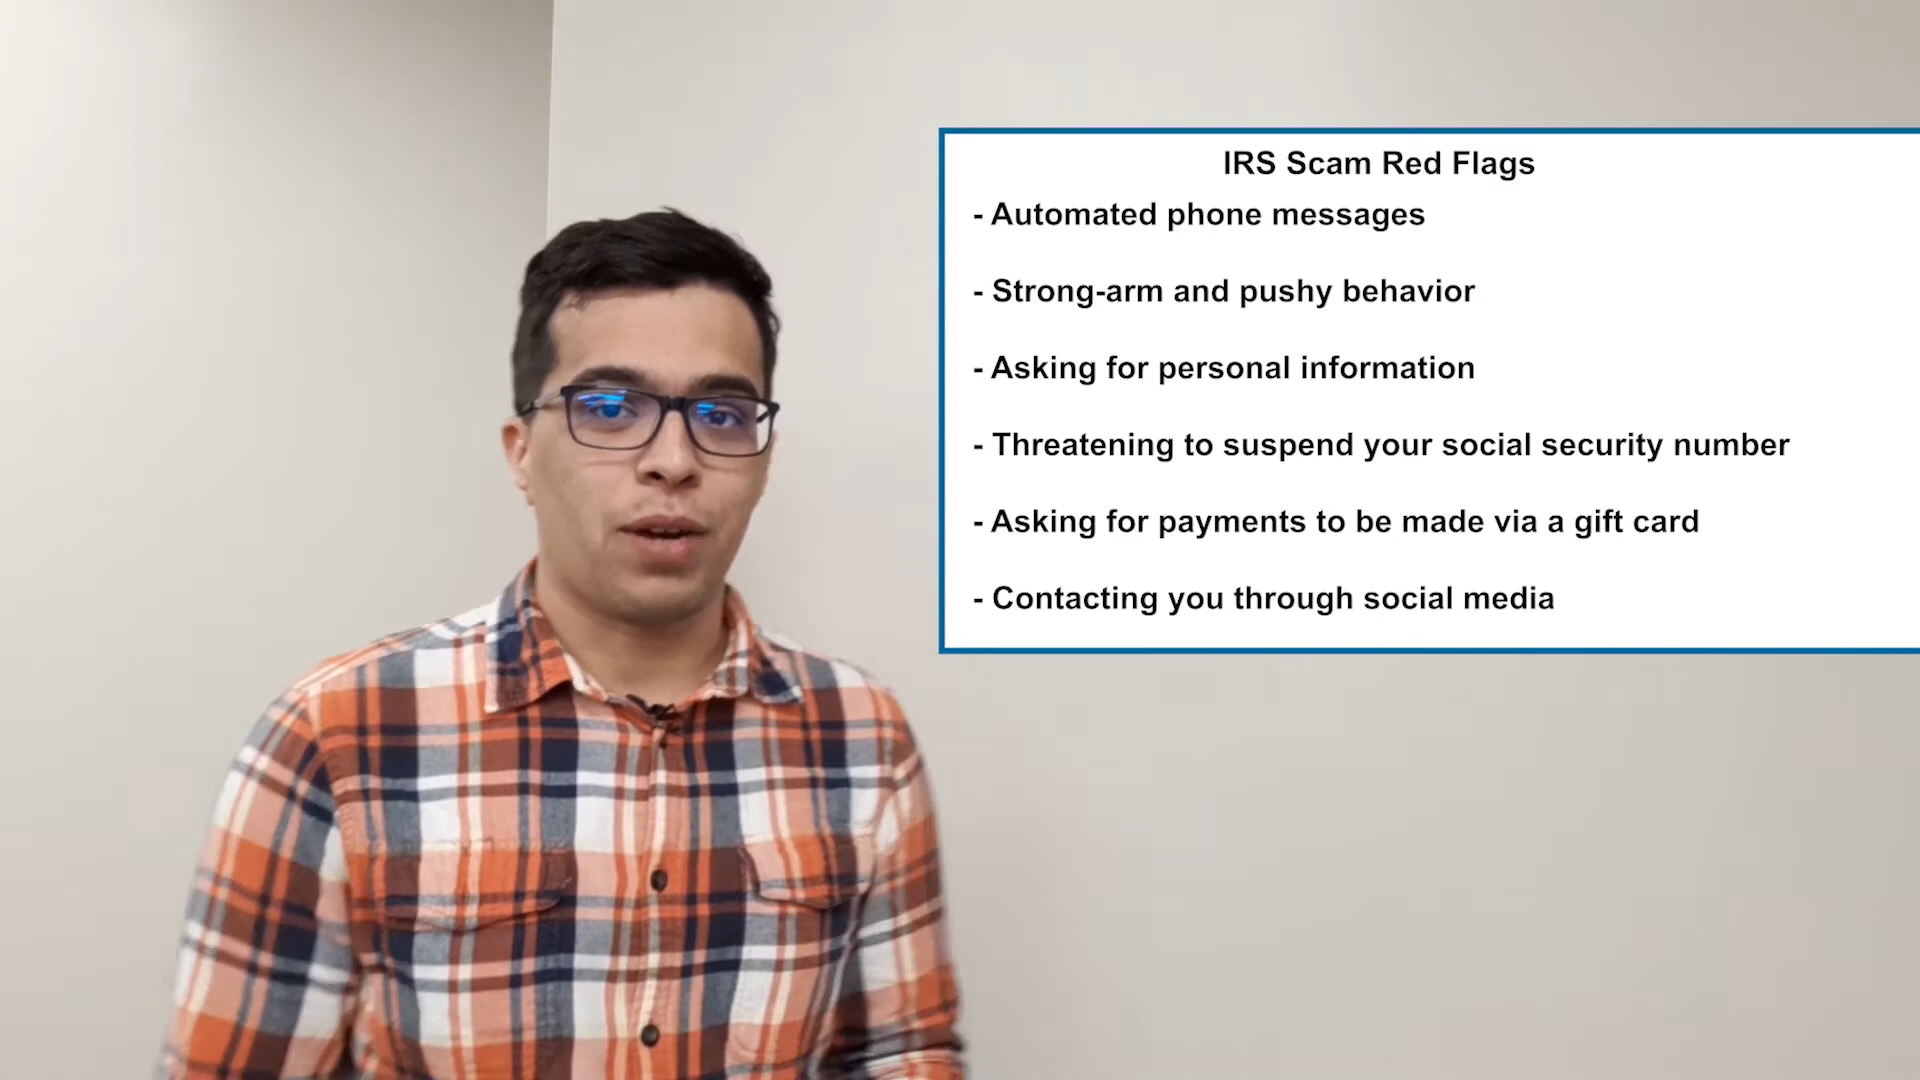 IRS Scam Red Flags
- Automated phone messages
- Strong-arm and pushy behavior
- Asking for personal information
- Threatening to suspend your social security number
- Asking for payments to be made via a gift card
- Contacting you through social media